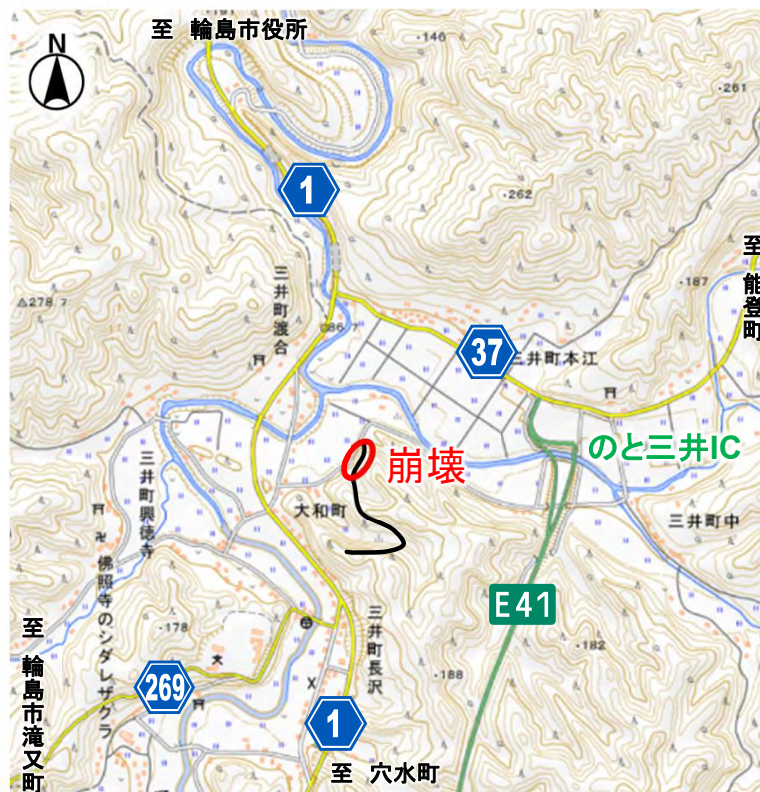 至 輪島市役所
N
・146
・261
1
・262
三井町渡合
至 能登町
・187
△278.7
37
三井町本江
のと三井IC
崩壊
三井町興徳寺
大和町
三井町中
佛照寺のシダレザクラ
E41
三井町長沢
・178
・182
至 輪島市滝又町
269
・188
1
至 穴水町